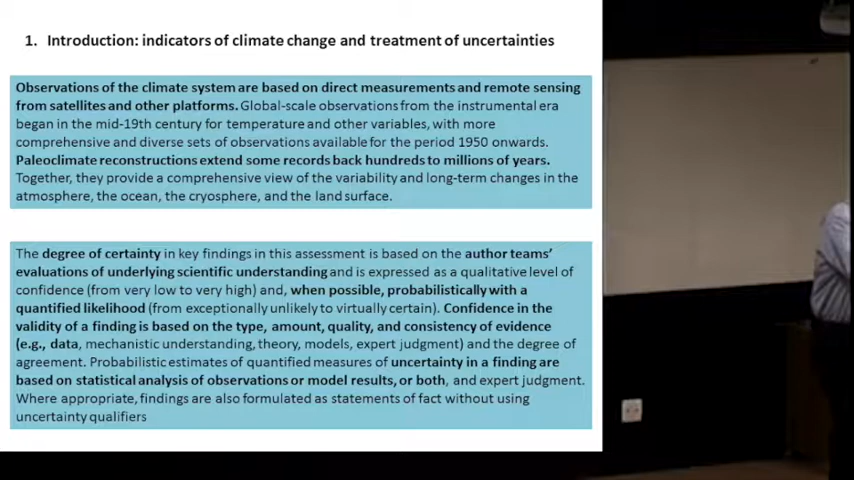 1. Introduction: indicators of climate change and treatment of uncertainties
Observations of the climate system are based on direct measurements and remote sensing
from satellites and other platforms. Global-scale observations from the instrumental era
began in the mid-19th century for temperature and other variables, with more
comprehensive and diverse sets of observations available for the period 1950 onwards.
Paleoclimate reconstructions extend some records back hundreds to millions of years.
Together, they provide a comprehensive view of the variability and long-term changes in the
atmosphere, the ocean, the cryosphere, and the land surface.
The degree of certainty in key findings in this assessment is based on the author teams’
evaluations of underlying scientific understanding and is expressed as a qualitative level of
confidence (from very low to very high) and, when possible, probabilistically with a
quantified likelihood (from exceptionally unlikely to virtually certain). Confidence in the
validity of a finding is based on the type, amount, quality, and consistency of evidence
(e.g., data, mechanistic understanding, theory, models, expert judgment) and the degree of
agreement. Probabilistic estimates of quantified measures of uncertainty in a finding are
based on statistical analysis of observations or model results, or both, and expert judgment.
Where appropriate, findings are also formulated as statements of fact without using
uncertainty qualifiers